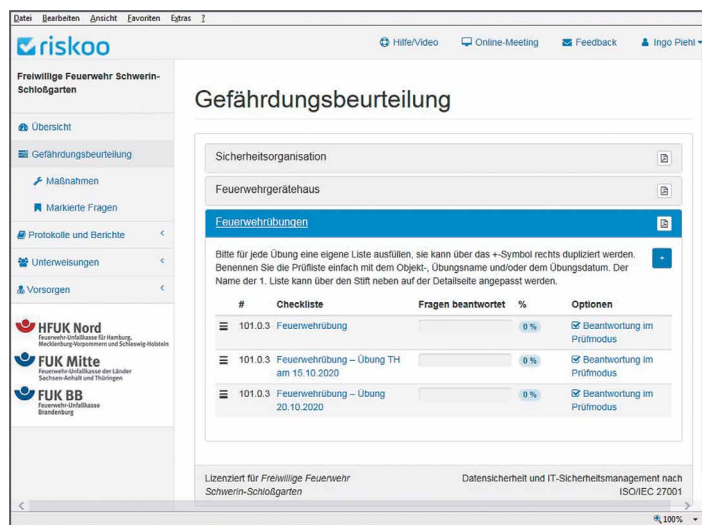 Datei Bearbeiten Ansicht Favoriten Extras ?
riskoo
Hilfe/Video Online-Meeting Feedback Ingo Piehl
Freiwillige Feuerwehr Schwerin-
Schloßgarten
Übersicht
Gefährdungsbeurteilung
Maßnahmen
Markierte Fragen
Protokolle und Berichte
Unterweisungen
Vorsorgen
HFUK Nord
Feuerwehr-Unfallkasse für Hamburg,
Mecklenburg-Vorpommern und Schleswig-Holstein
FUK Mitte
Feuerwehr-Unfallkasse der Länder
Sachsen-Anhalt und Thüringen
FUK BB
Feuerwehr-Unfallkasse
Brandenburg
Gefährdungsbeurteilung
Sicherheitsorganisation
Feuerwehrgerätehaus
Feuerwehrübungen
Bitte für jede Übung eine eigene Liste ausfüllen, sie kann über das +-Symbol rechts dupliziert werden.
Benennen Sie die Prüfliste einfach mit dem Objekt-, Übungsname und/oder dem Übungsdatum. Der
Name der 1. Liste kann über den Stift neben auf der Detailseite angepasst werden.
+
# Checkliste Fragen beantwortet % Optionen
101.0.3 Feuerwehrübung 0 % Beantwortung im
Prüfmodus
101.0.3 Feuerwehrübung – Übung TH 0 % Beantwortung im
am 15.10.2020 Prüfmodus
101.0.3 Feuerwehrübung – Übung 0 % Beantwortung im
20.10.2020 Prüfmodus
Lizenziert für Freiwillige Feuerwehr Datensicherheit und IT-Sicherheitsmanagement nach
Schwerin-Schloßgarten ISO/IEC 27001
100%